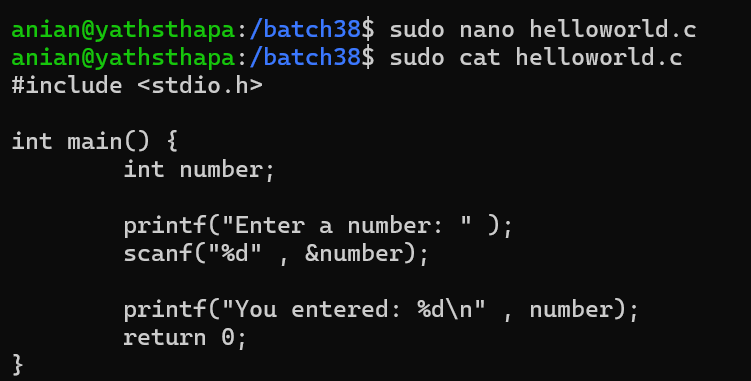 anian@yathsthapa:/batch38$ sudo nano helloworld.c
anian@yathsthapa:/batch38$ sudo cat helloworld.c
#include <stdio.h>

int main() {
        int number;

        printf("Enter a number: " );
        scanf("%d" , &number);

        printf("You entered: %d\n" , number);
        return 0;
}